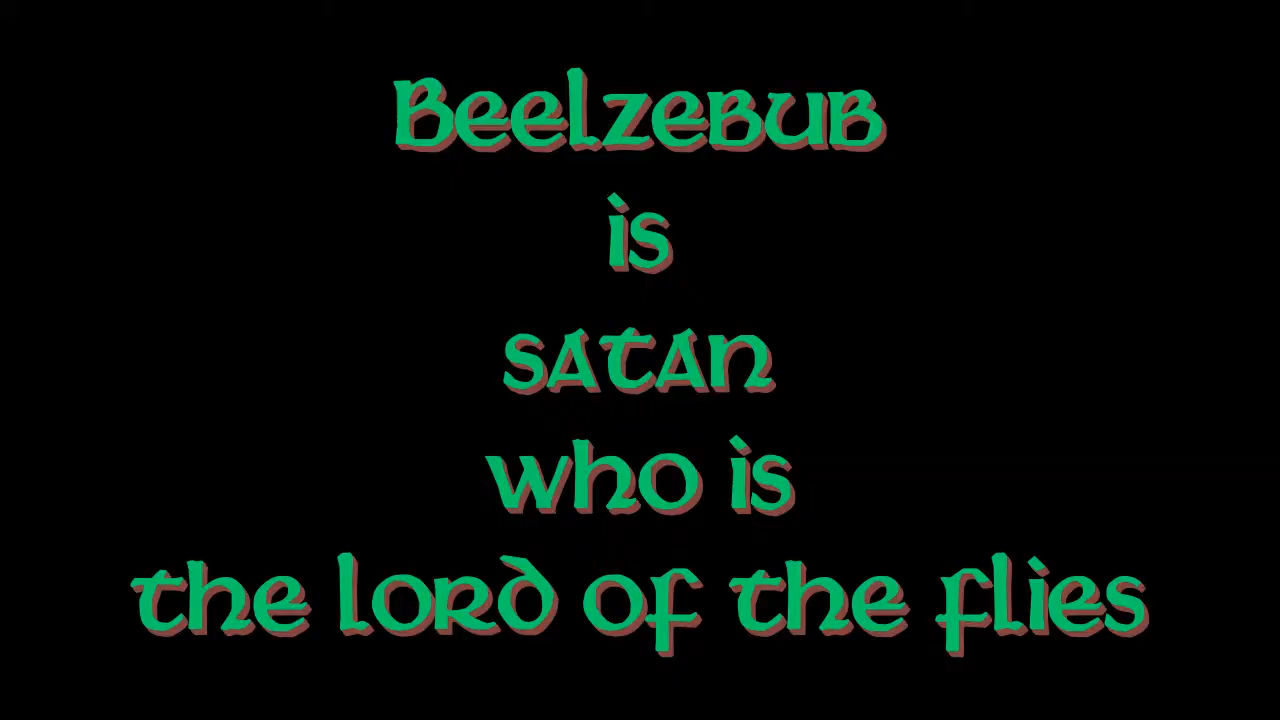 Beelzebub
is
satan
who is
the lord of the flies